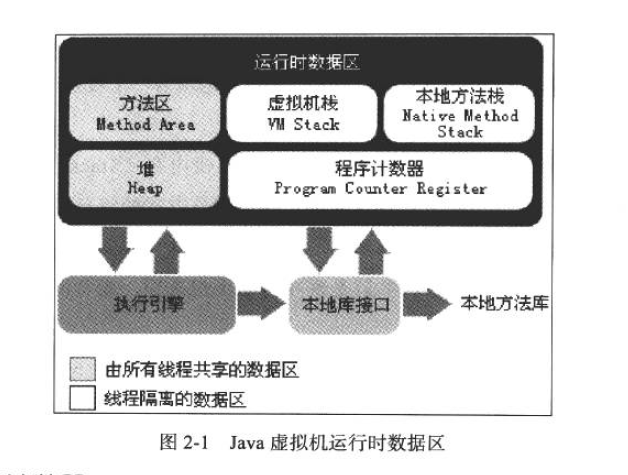 运行时数据区
方法区
Method Area
虚拟机栈
VM Stack
本地方法栈
Native Method
Stack
堆
Heap
程序计数器
Program Counter Register
执行引擎
本地库接口
本地方法库
由所有线程共享的数据区
线程隔离的数据区
图 2-1 Java 虚拟机运行时数据区